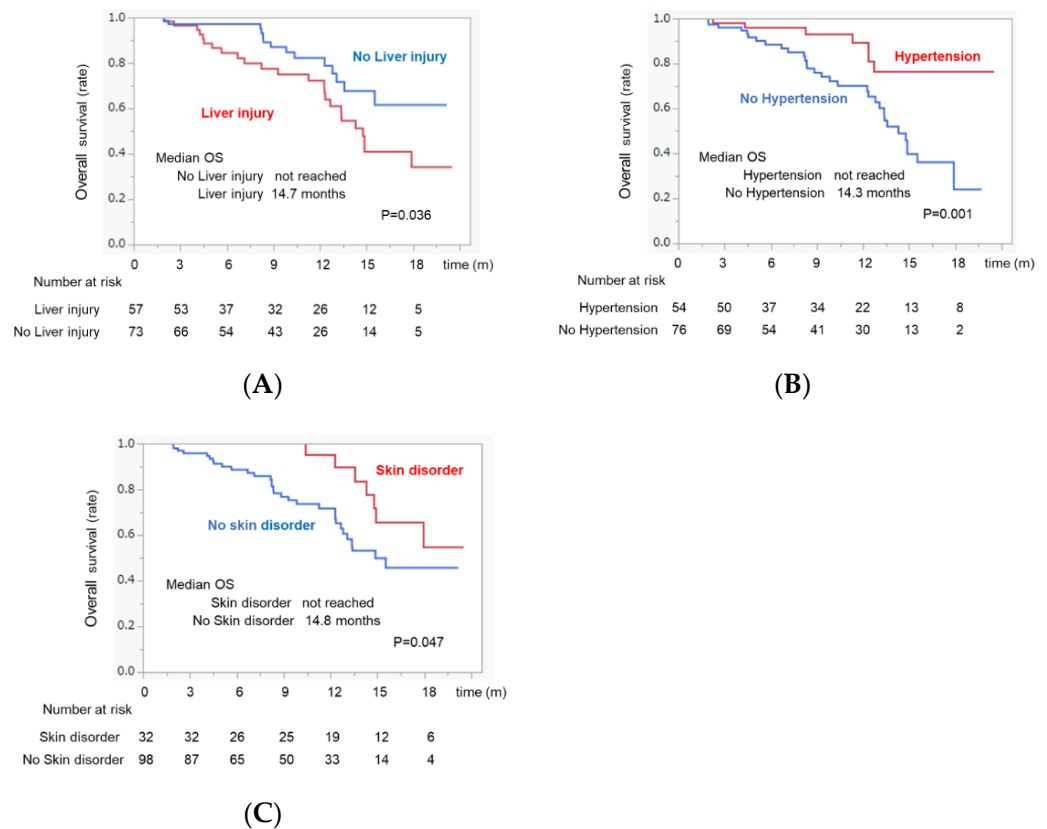 1.0
0.8
0.6
0.4
0.2
0.0
Overall survival (rate)
No Liver injury
Liver injury
Median OS
No Liver injury not reached
Liver injury 14.7 months
P=0.036
0 3 6 9 12 15 18 time (m)
Number at risk
Liver injury 57 53 37 32 26 12 5
No Liver injury 73 66 54 43 26 14 5
(A)
1.0
0.8
0.6
0.4
0.2
0.0
Overall survival (rate)
Hypertension
No Hypertension
Median OS
Hypertension not reached
No Hypertension 14.3 months
P=0.001
0 3 6 9 12 15 18 time (m)
Number at risk
Hypertension 54 50 37 34 22 13 8
No Hypertension 76 69 54 41 30 13 2
(B)
1.0
0.8
0.6
0.4
0.2
0.0
Overall survival (rate)
Skin disorder
No skin disorder
Median OS
Skin disorder not reached
No Skin disorder 14.8 months
P=0.047
0 3 6 9 12 15 18 time (m)
Number at risk
Skin disorder 32 32 26 25 19 12 6
No Skin disorder 98 87 65 50 33 14 4
(C)